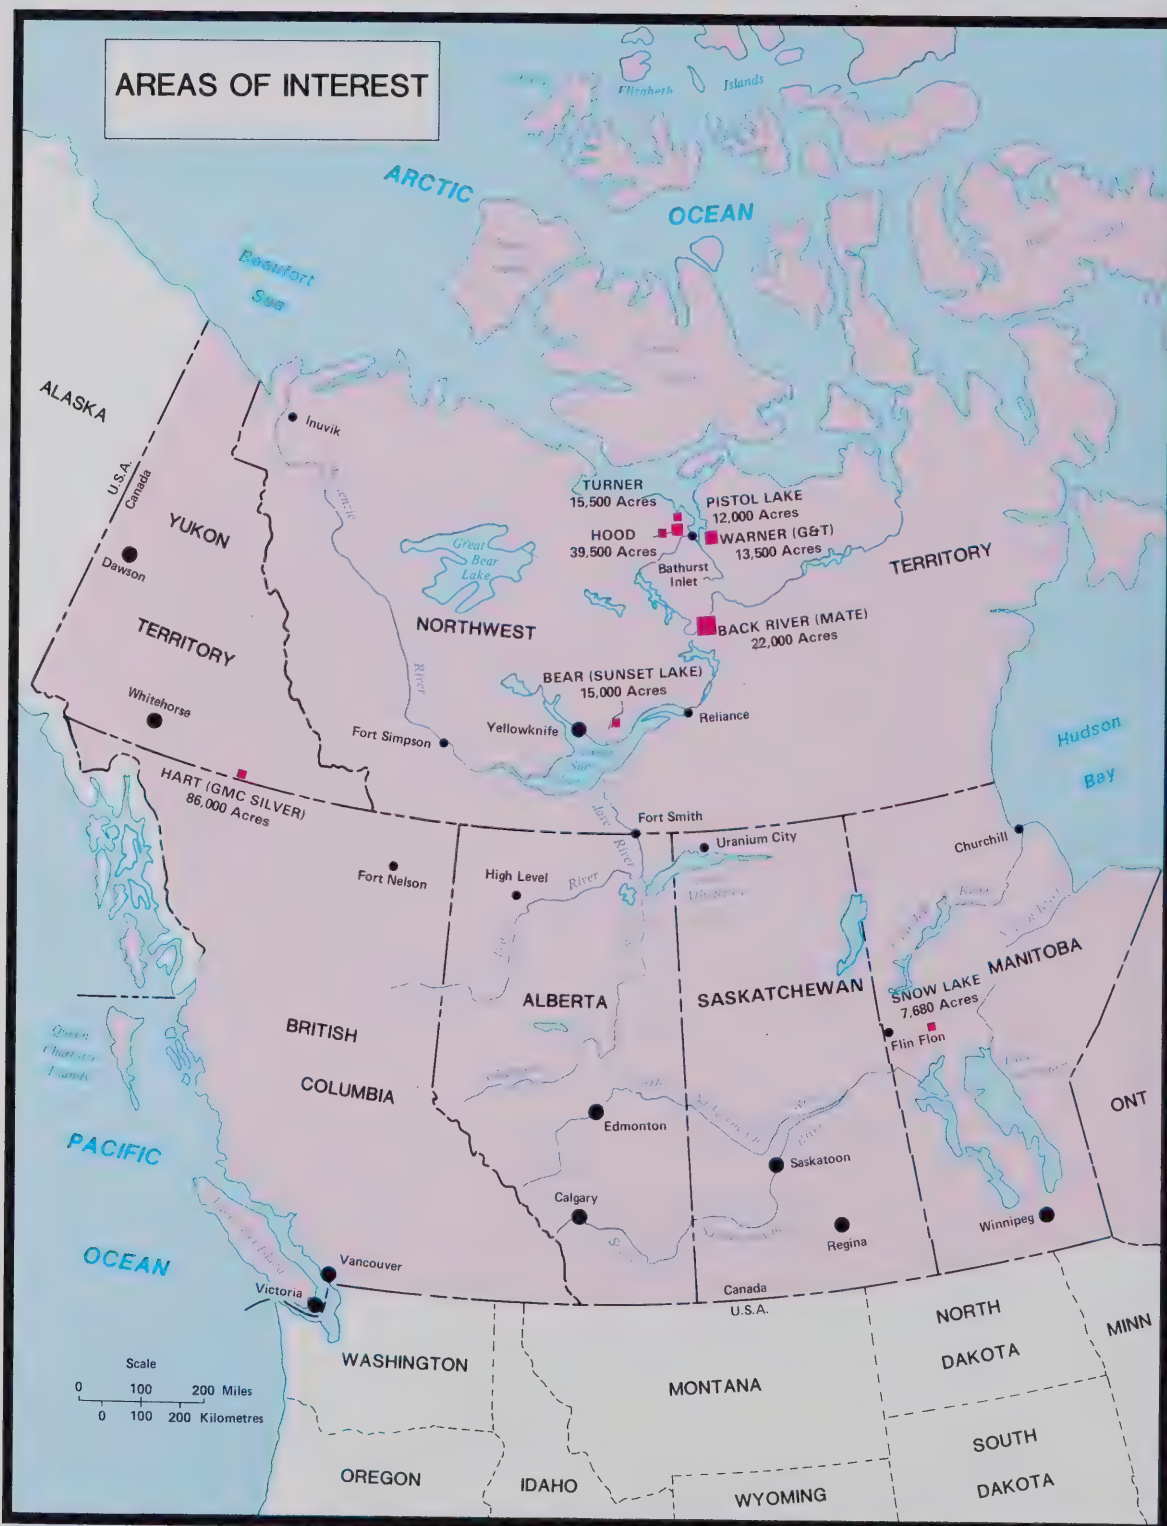 AREAS OF INTEREST
Elizabeth
Islands
ARCTIC
OCEAN
Beaufort
Sea
ALASKA
U.S.A.
Canada
Inuvik
YUKON
Dawson
TERRITORY
Whitehorse
TURNER
15,500 Acres
PISTOL LAKE
12,000 Acres
HOOD
39,500 Acres
WARNER (G&T)
13,500 Acres
Bathurst
Inlet
TERRITORY
Great
Bear
Lake
NORTHWEST
BACK RIVER (MATE)
22,000 Acres
River
BEAR (SUNSET LAKE)
15,000 Acres
Yellowknife
Reliance
Fort Simpson
Hudson
Bay
HART (GMC SILVER)
86,000 Acres
Fort Smith
River
Uranium City
Churchill
Fort Nelson
High Level
River
River
MANITOBA
SNOW LAKE
7,680 Acres
Flin Flon
ALBERTA
SASKATCHEWAN
BRITISH
COLUMBIA
Queen
Charlotte
Islands
ONT
Edmonton
PACIFIC
OCEAN
Saskatoon
Calgary
Regina
Winnipeg
Vancouver
Victoria
Canada
U.S.A.
NORTH
DAKOTA
MINN
Scale
0 100 200 Miles
0 100 200 Kilometres
WASHINGTON
MONTANA
SOUTH
DAKOTA
OREGON
IDAHO
WYOMING